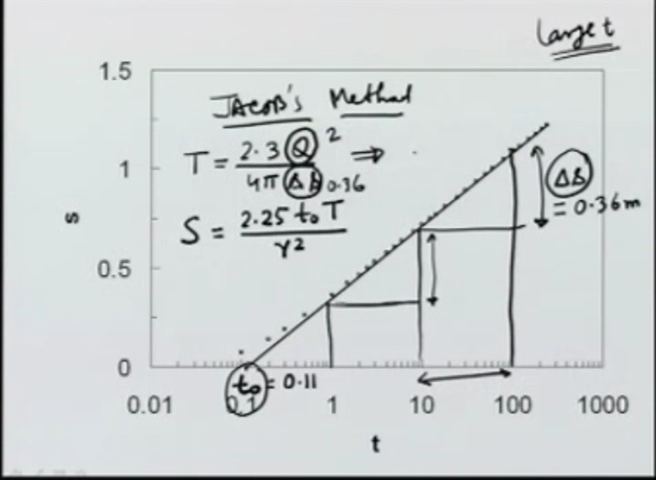 Large t
1.5
JACOB'S Method
T = 2.3 Q 2 ⇒
4π Δs 0.36
1
Δs
= 0.36m
S = 2.25 t₀ T
r²
s
0.5
0
t₀ = 0.11
0.01 0.1 1 10 100 1000
t